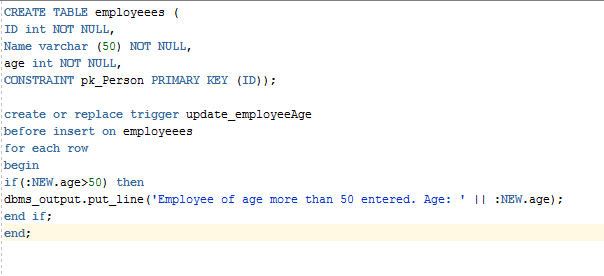 CREATE TABLE employeees (
ID int NOT NULL,
Name varchar (50) NOT NULL,
age int NOT NULL,
CONSTRAINT pk_Person PRIMARY KEY (ID));
create or replace trigger update_employeeAge
before insert on employeees
for each row
begin
if(:NEW.age>50) then
dbms_output.put_line('Employee of age more than 50 entered. Age: ' || :NEW.age);
end if;
end;